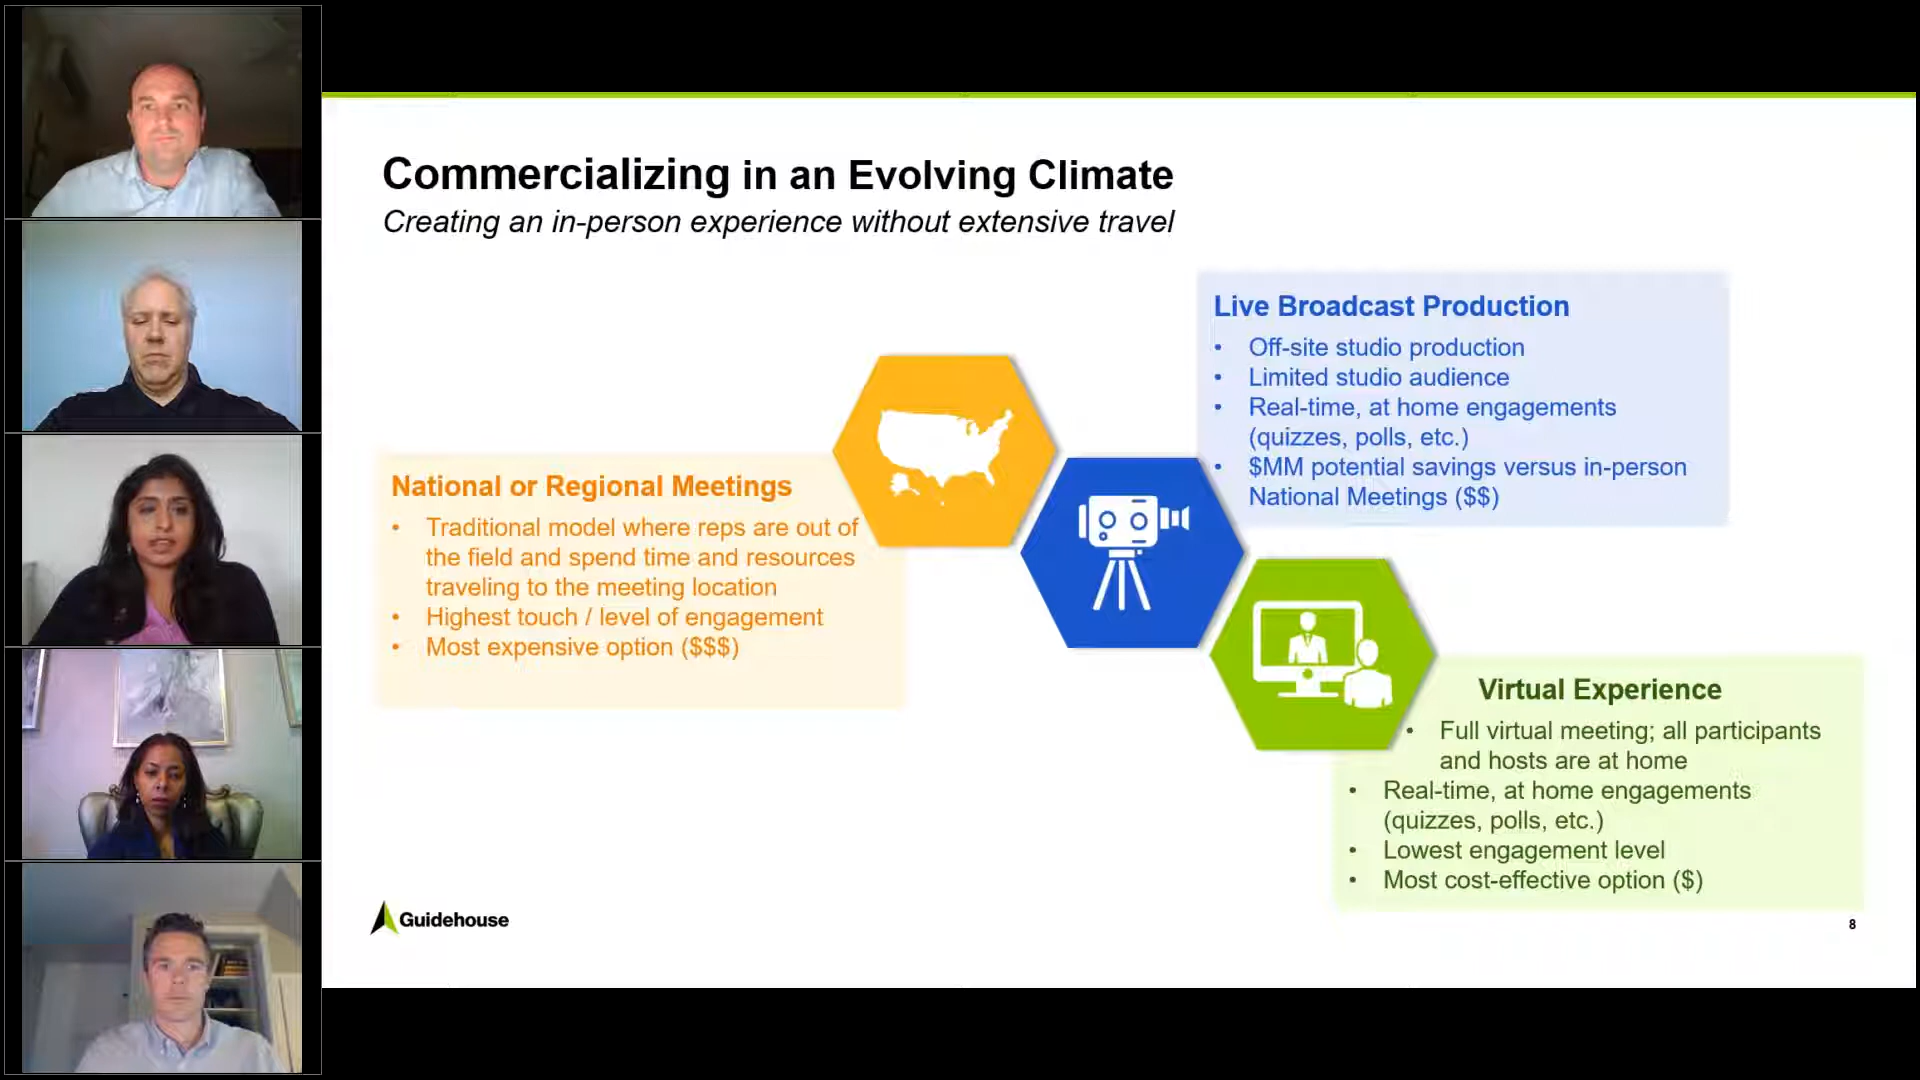 Commercializing in an Evolving Climate
Creating an in-person experience without extensive travel
National or Regional Meetings
• Traditional model where reps are out of
the field and spend time and resources
traveling to the meeting location
• Highest touch / level of engagement
• Most expensive option ($$$)
Live Broadcast Production
• Off-site studio production
• Limited studio audience
• Real-time, at home engagements
(quizzes, polls, etc.)
• $MM potential savings versus in-person
National Meetings ($$)
Virtual Experience
• Full virtual meeting; all participants
and hosts are at home
• Real-time, at home engagements
(quizzes, polls, etc.)
• Lowest engagement level
• Most cost-effective option ($)
Guidehouse
8